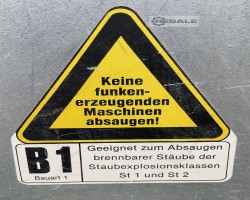 RESALE
Keine
funken-
erzeugenden
Maschinen
absaugen!
B1
Bauart 1
Geeignet zum Absaugen
brennbarer Stäube der
Staubexplosionsklassen
St 1 und St 2